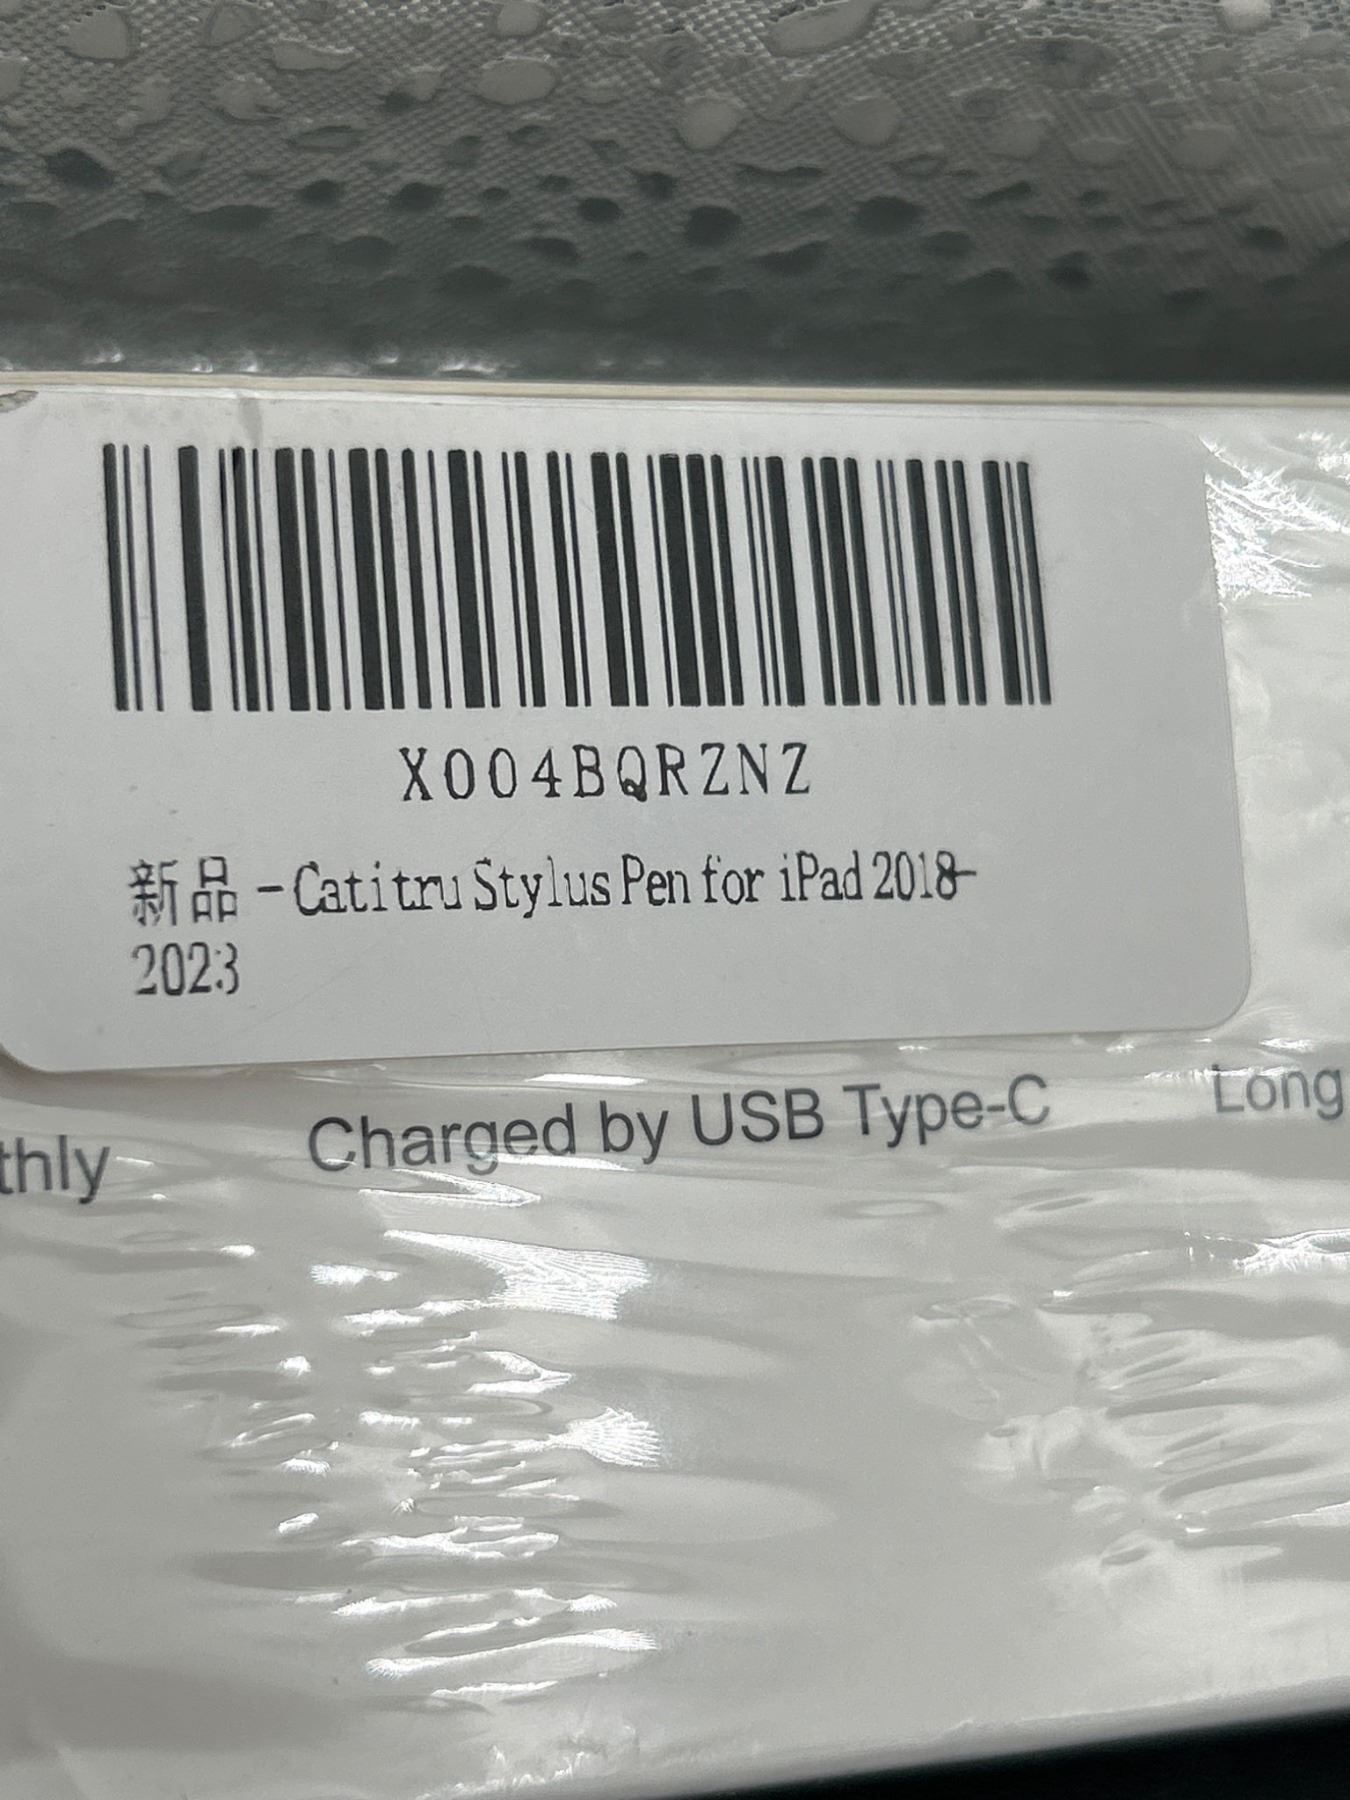 X004BQRZNZ
新品 - Catitru Stylus Pen for iPad 2018-
2023
thly
Charged by USB Type-C
Long